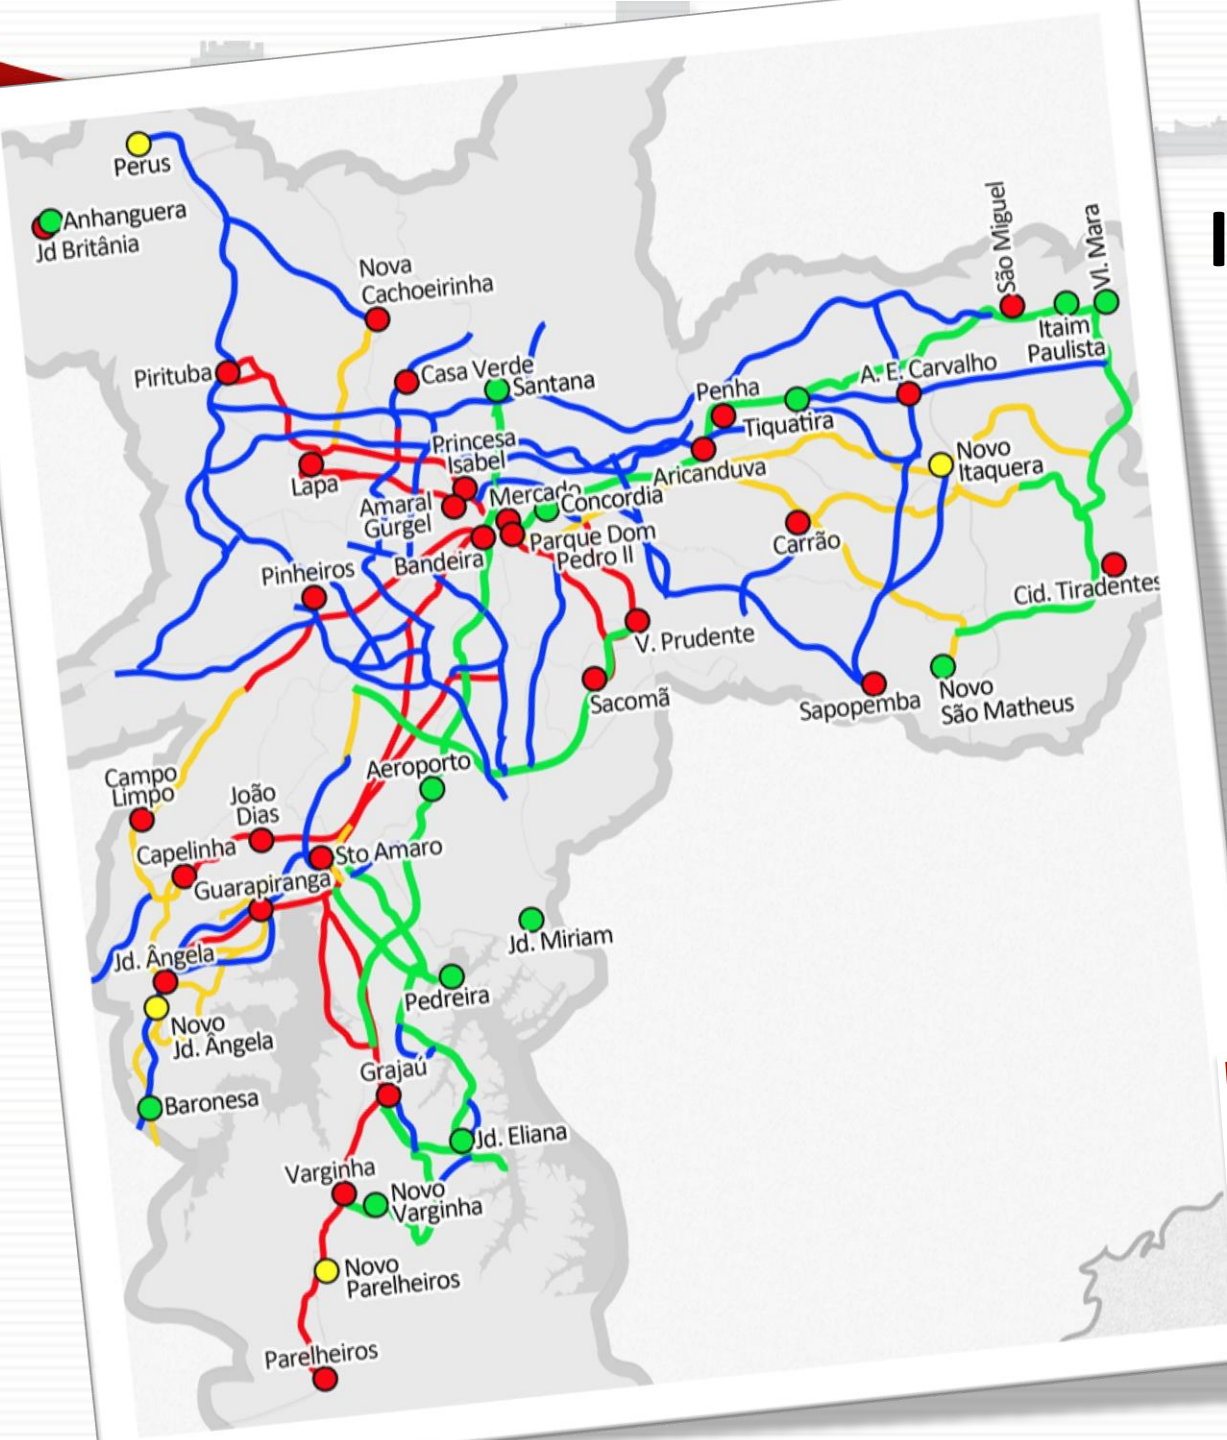 Perus
Anhanguera
Jd Britânia
Nova
Cachoeirinha
São Miguel
Vl. Mara
Itaim
Paulista
Pirituba
Casa Verde
Santana
Penha
A. E. Carvalho
Tiquatira
Princesa
Isabel
Novo
Itaquera
Lapa
Aricanduva
Amaral
Gurgel
Mercado
Concordia
Carrão
Bandeira
Parque Dom
Pedro II
Pinheiros
Cid. Tiradentes
V. Prudente
Sacomã
Sapopemba
Novo
São Matheus
Campo
Limpo
João
Dias
Aeroporto
Capelinha
Sto Amaro
Guarapiranga
Jd. Miriam
Jd. Ângela
Pedreira
Novo
Jd. Ângela
Grajaú
Baronesa
Jd. Eliana
Varginha
Novo
Varginha
Novo
Parelheiros
Parelheiros